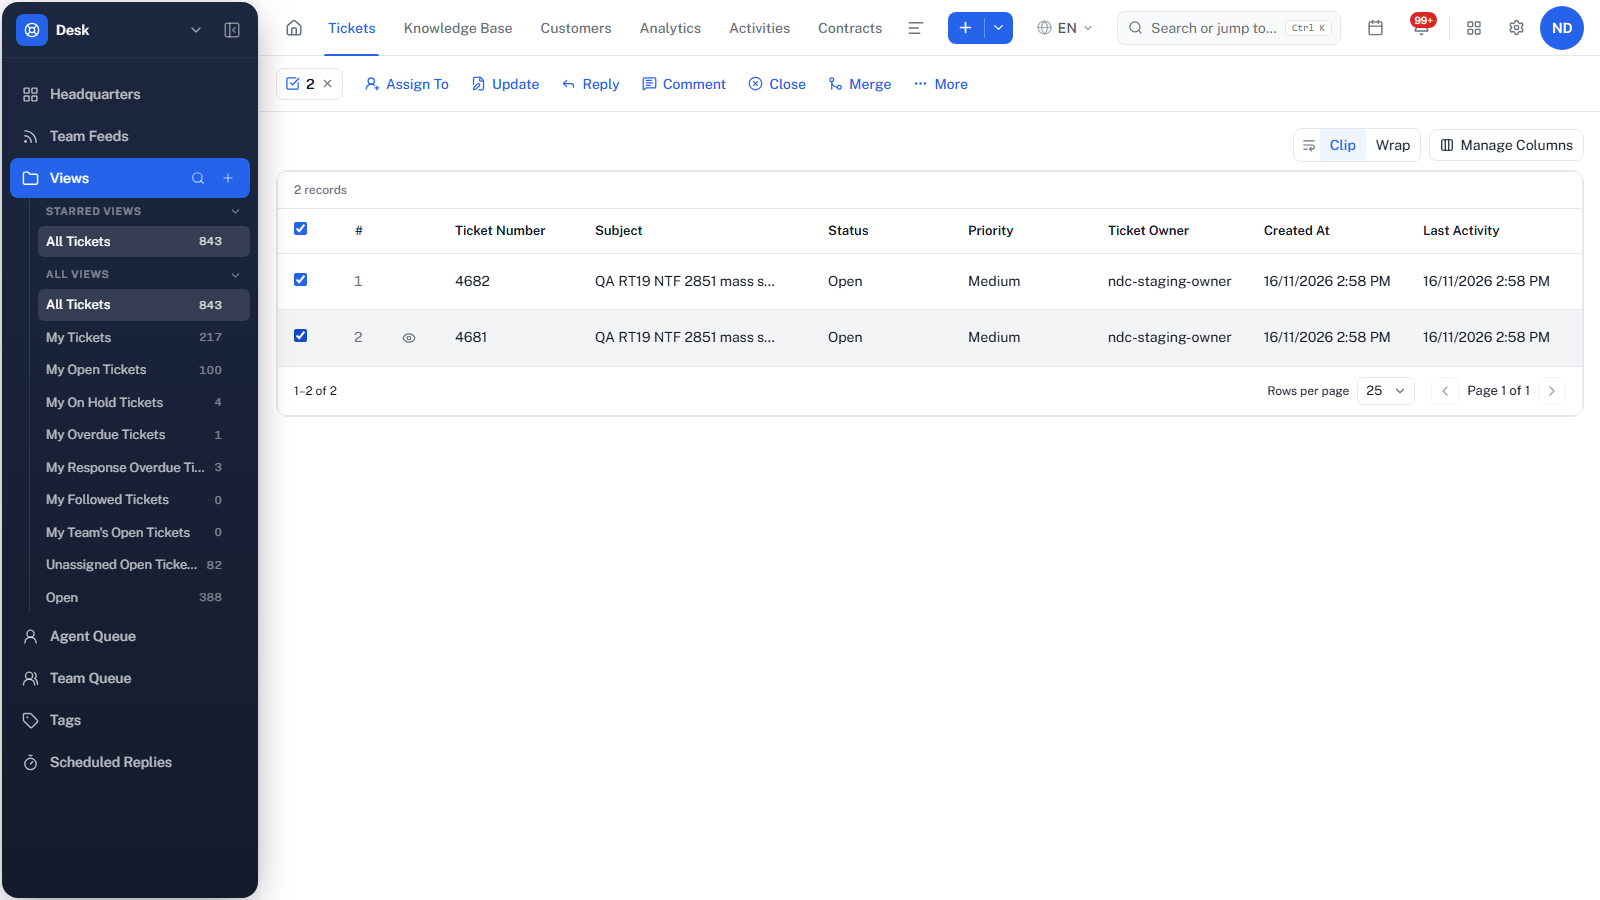 Desk
Headquarters
Team Feeds
Views
STARRED VIEWS
All Tickets 843
ALL VIEWS
All Tickets 843
My Tickets 217
My Open Tickets 100
My On Hold Tickets 4
My Overdue Tickets 1
My Response Overdue Ti... 3
My Followed Tickets 0
My Team's Open Tickets 0
Unassigned Open Ticke... 82
Open 388
Agent Queue
Team Queue
Tags
Scheduled Replies
Tickets Knowledge Base Customers Analytics Activities Contracts EN Search or jump to... Ctrl K 99+ ND
2 Assign To Update Reply Comment Close Merge More
Clip Wrap Manage Columns
2 records
# Ticket Number Subject Status Priority Ticket Owner Created At Last Activity
1 4682 QA RT19 NTF 2851 mass s... Open Medium ndc-staging-owner 16/11/2026 2:58 PM 16/11/2026 2:58 PM
2 4681 QA RT19 NTF 2851 mass s... Open Medium ndc-staging-owner 16/11/2026 2:58 PM 16/11/2026 2:58 PM
1–2 of 2 Rows per page 25 Page 1 of 1